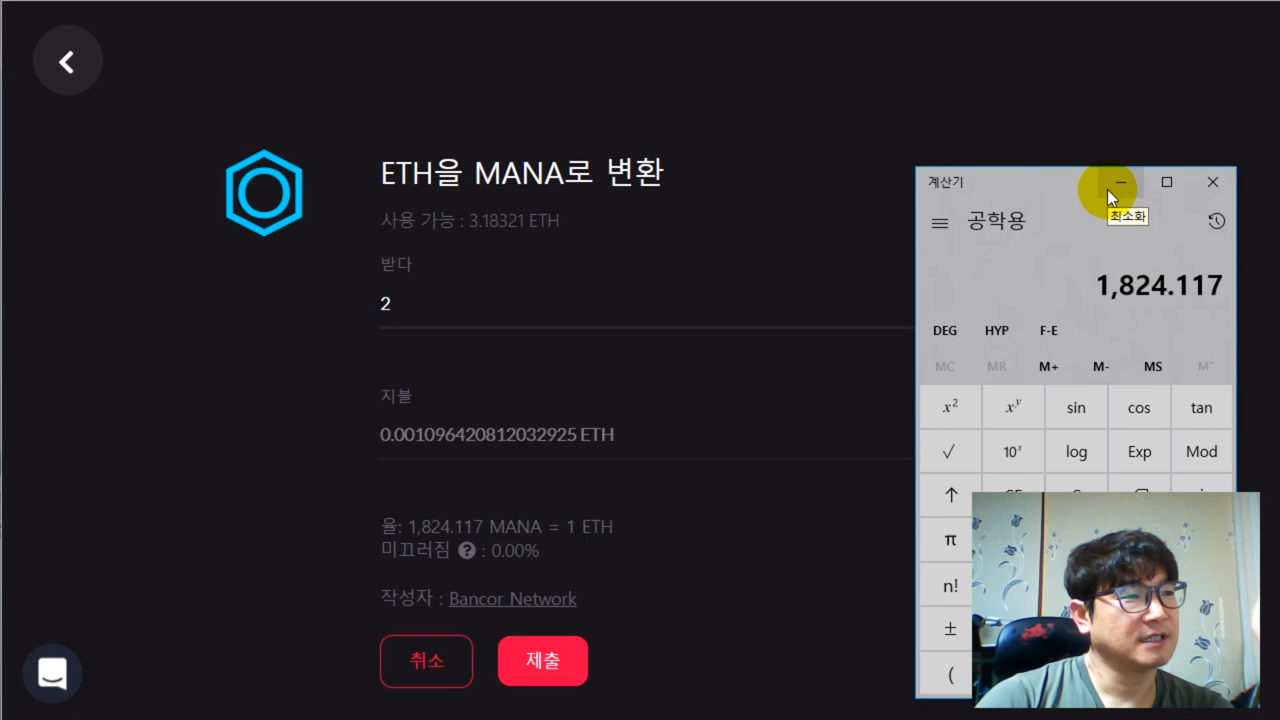 ETH을 MANA로 변환
사용 가능 : 3.18321 ETH
받다
2
지불
0.001096420812032925 ETH
율: 1,824.117 MANA = 1 ETH
미끄러짐 ? : 0.00%
작성자 : Bancor Network
취소
제출
계산기
최소화
공학용
1,824.117
DEG HYP F-E
MC MR M+ M- MS M˅
x² xʸ sin cos tan
√ 10ˣ log Exp Mod
↑
π
n!
±
(